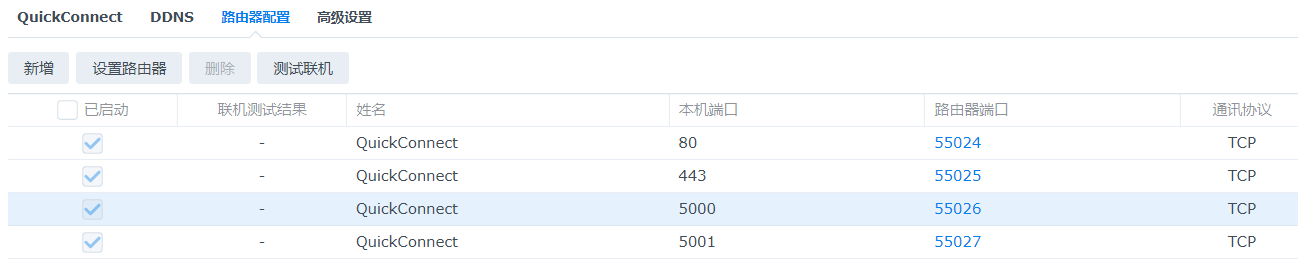 QuickConnect DDNS 路由器配置 高级设置
新增 设置路由器 删除 测试联机
已启动 联机测试结果 姓名 本机端口 路由器端口 通讯协议
- QuickConnect 80 55024 TCP
- QuickConnect 443 55025 TCP
- QuickConnect 5000 55026 TCP
- QuickConnect 5001 55027 TCP